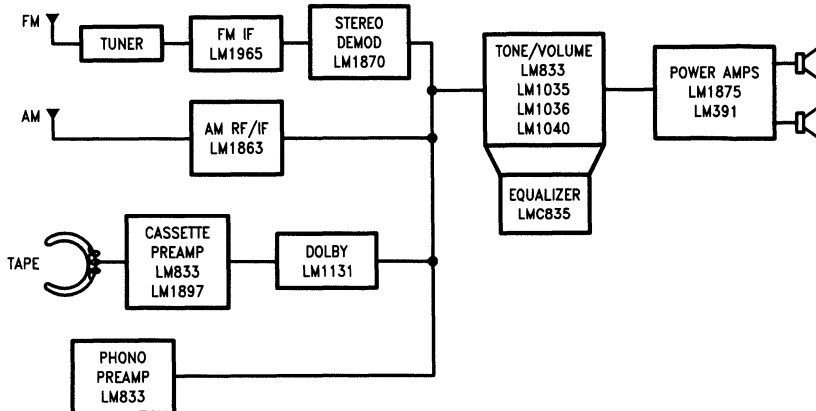 FM
TUNER
FM IF
LM1965
STEREO
DEMOD
LM1870
AM
AM RF/IF
LM1863
TAPE
CASSETTE
PREAMP
LM833
LM1897
DOLBY
LM1131
PHONO
PREAMP
LM833
TONE/VOLUME
LM833
LM1035
LM1036
LM1040
EQUALIZER
LMC835
POWER AMPS
LM1875
LM391